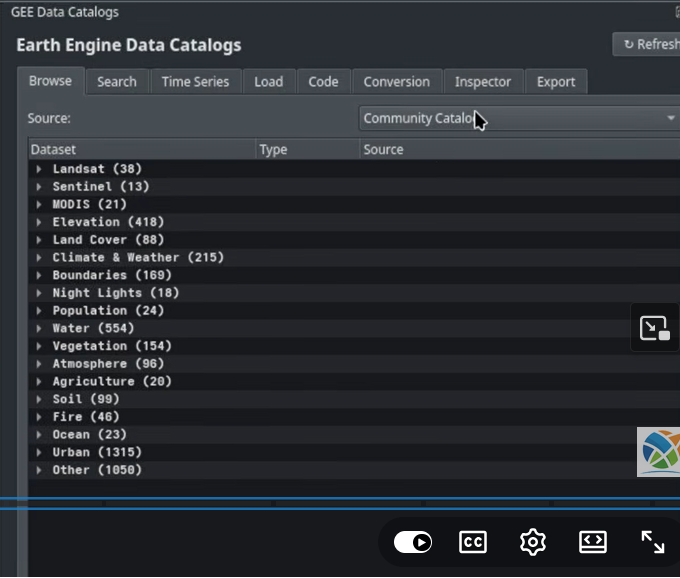 GEE Data Catalogs
Earth Engine Data Catalogs
↻ Refresh
Browse Search Time Series Load Code Conversion Inspector Export
Source: Community Catalog
Dataset Type Source
Landsat (38)
Sentinel (13)
MODIS (21)
Elevation (418)
Land Cover (88)
Climate & Weather (215)
Boundaries (169)
Night Lights (18)
Population (24)
Water (554)
Vegetation (154)
Atmosphere (96)
Agriculture (20)
Soil (99)
Fire (46)
Ocean (23)
Urban (1315)
Other (1050)
CC